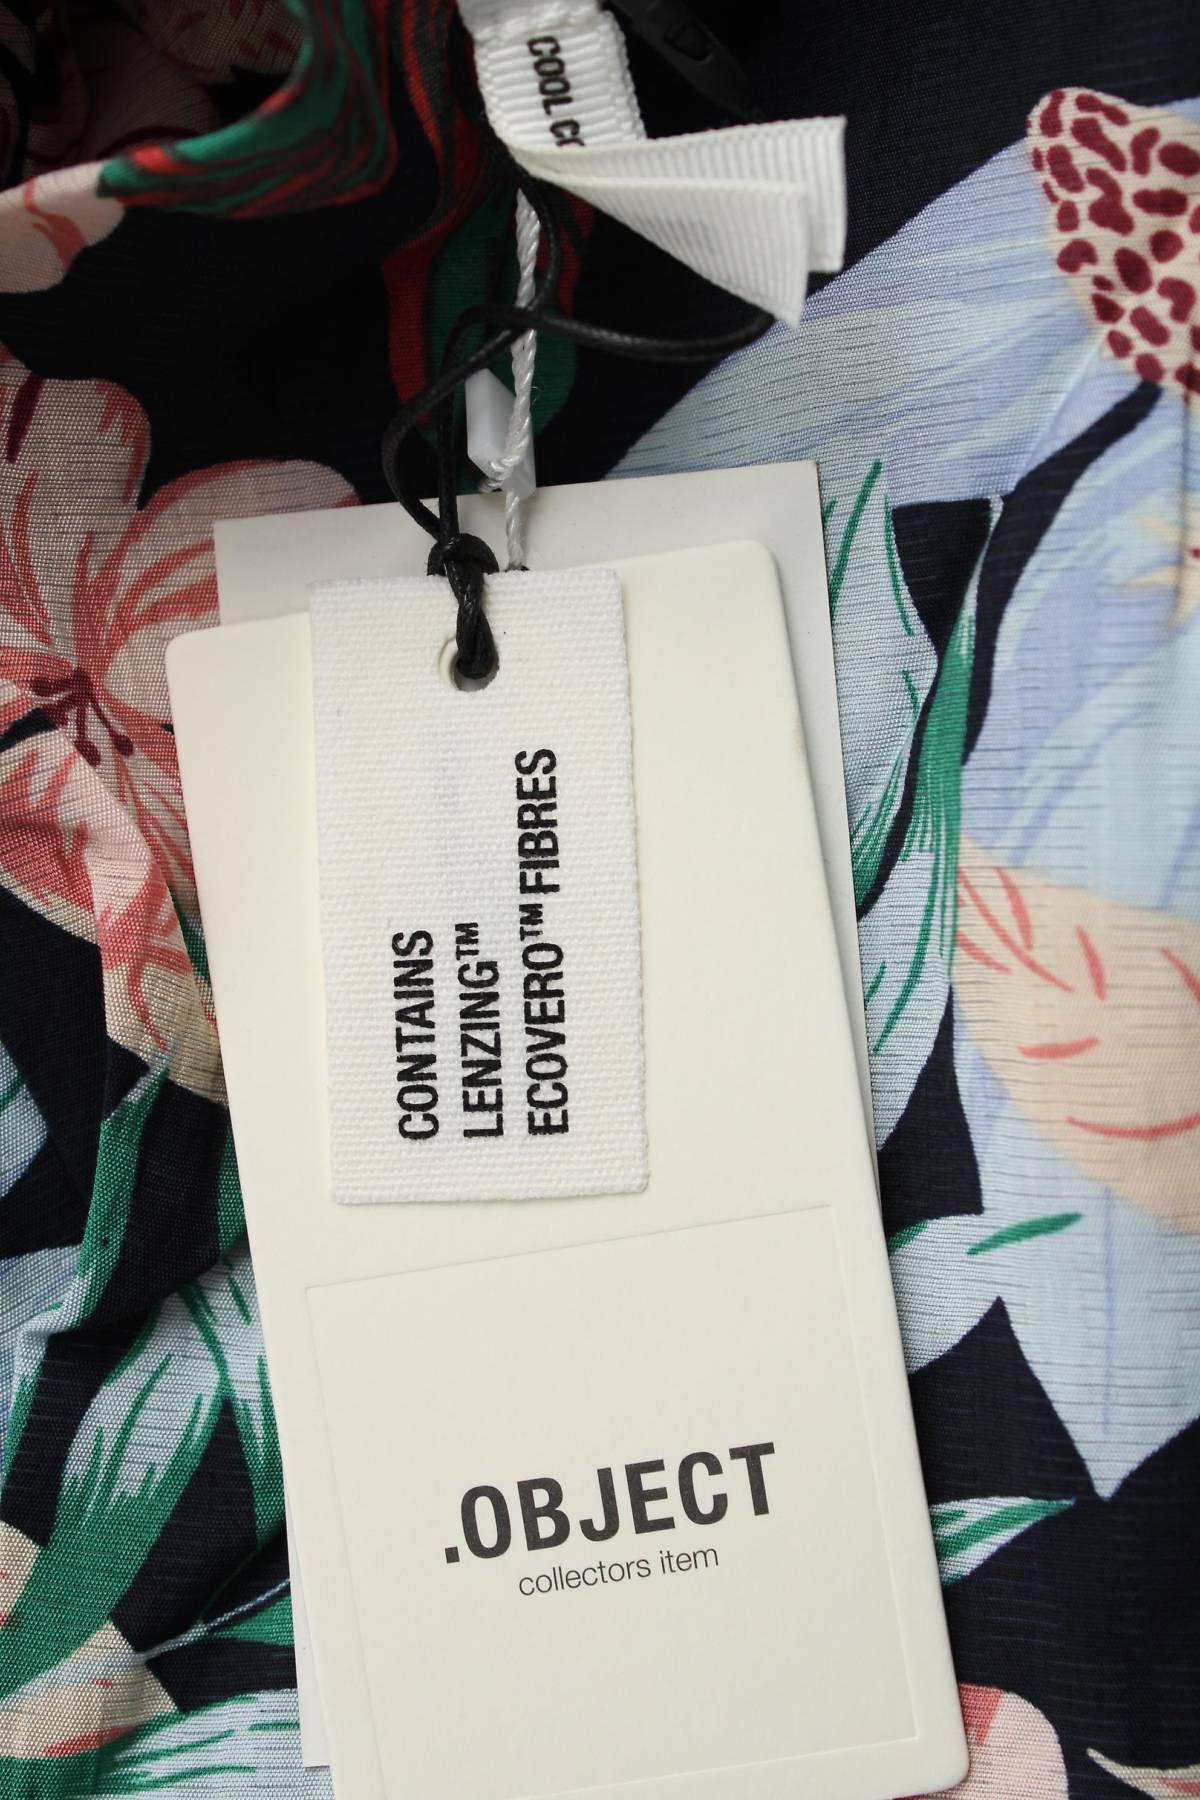 COOL
CONTAINS
LENZING™
ECOVERO™ FIBRES
.OBJECT
collectors item